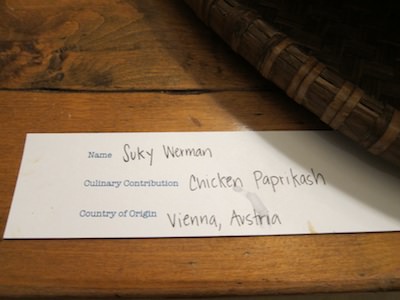 Name Suky Werman
Culinary Contribution Chicken Paprikash
Country of Origin Vienna, Austria